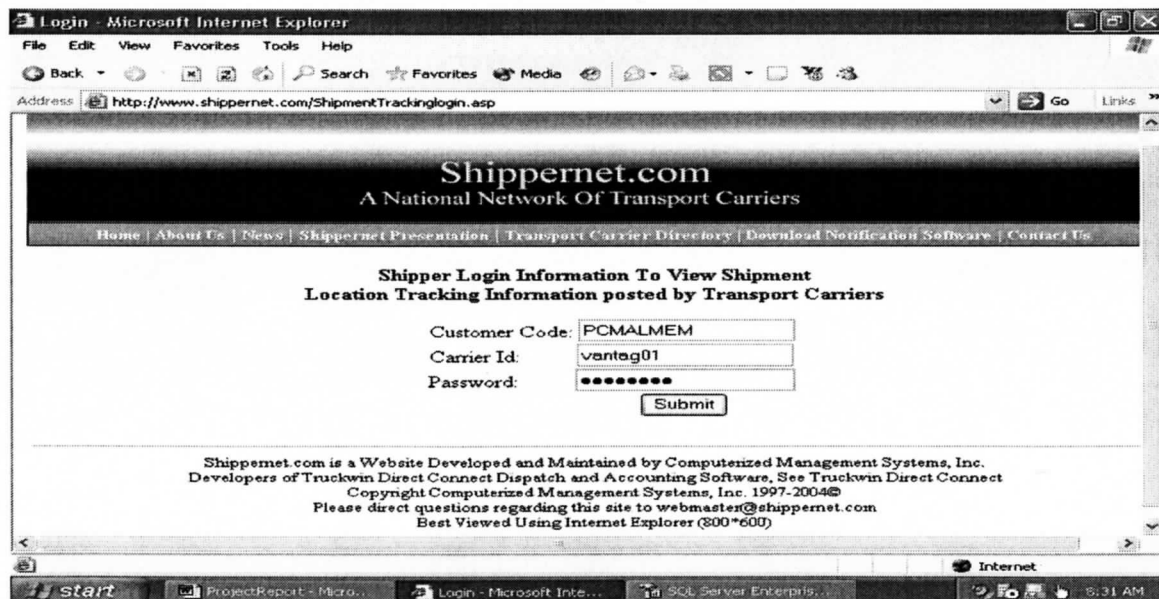 Login - Microsoft Internet Explorer
File Edit View Favorites Tools Help
Back Search Favorites Media
Address http://www.shippernet.com/ShipmentTrackinglogin.asp Go Links »
Shippernet.com
A National Network Of Transport Carriers
Home | About Us | News | Shippernet Presentation | Transport Carrier Directory | Download Notification Software | Contact Us
Shipper Login Information To View Shipment
Location Tracking Information posted by Transport Carriers
Customer Code: PCMALMEM
Carrier Id: vantag01
Password: ●●●●●●●●
Submit
Shippernet.com is a Website Developed and Maintained by Computerized Management Systems, Inc.
Developers of Truckwin Direct Connect Dispatch and Accounting Software, See Truckwin Direct Connect
Copyright Computerized Management Systems, Inc. 1997-2004©
Please direct questions regarding this site to webmaster@shippernet.com
Best Viewed Using Internet Explorer (800*600)
Internet
start ProjectReport - Micro... Login - Microsoft Inte... SQL Server Enterpris... 8:31 AM